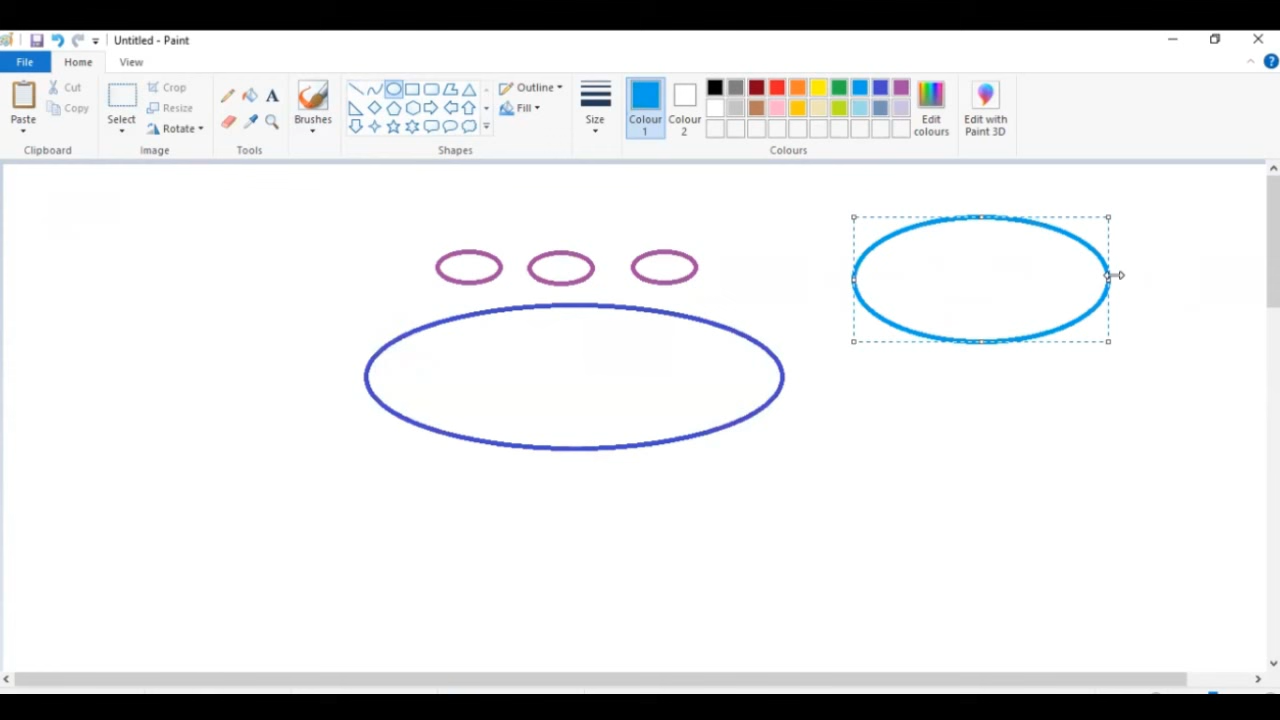 Untitled - Paint
File Home View
Paste Cut Copy Clipboard
Select Crop Resize Rotate Image
A Tools
Brushes
Shapes Outline Fill
Size
Colour 1 Colour 2 Edit colours Colours
Edit with Paint 3D
?